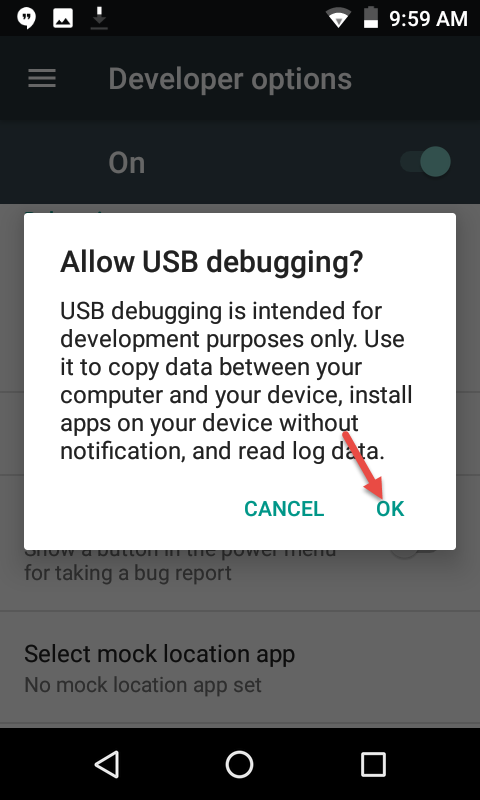 9:59 AM
Developer options
On
Allow USB debugging?
USB debugging is intended for
development purposes only. Use
it to copy data between your
computer and your device, install
apps on your device without
notification, and read log data.
CANCEL OK
Show a button in the power menu
for taking a bug report
Select mock location app
No mock location app set